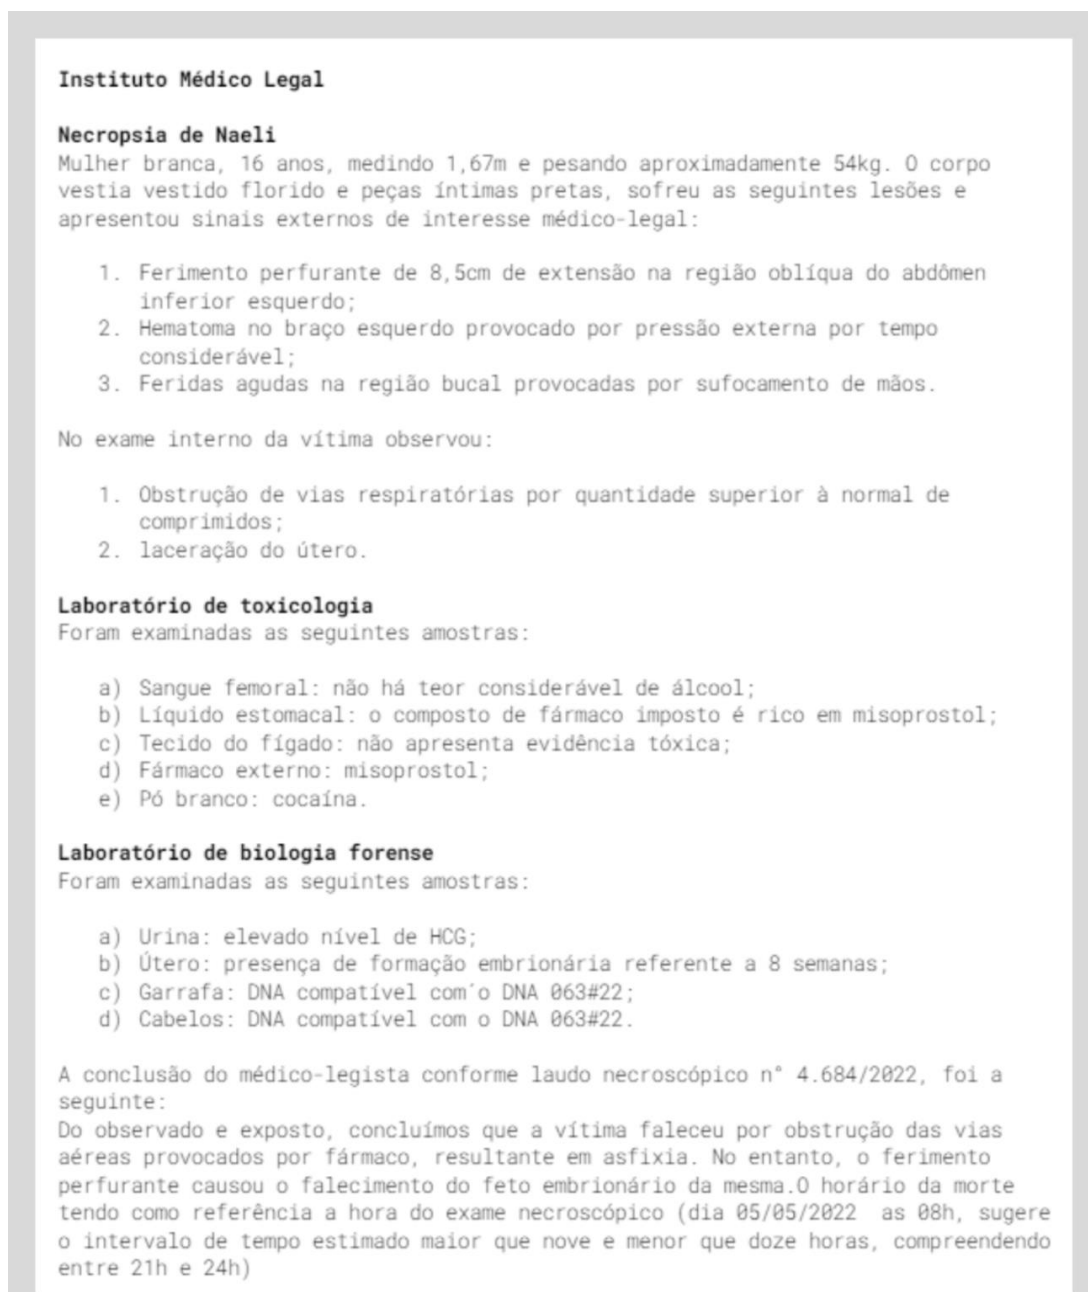 Instituto Médico Legal
Necropsia de Naeli
Mulher branca, 16 anos, medindo 1,67m e pesando aproximadamente 54kg. O corpo
vestia vestido florido e peças íntimas pretas, sofreu as seguintes lesões e
apresentou sinais externos de interesse médico-legal:
1. Ferimento perfurante de 8,5cm de extensão na região oblíqua do abdômen
inferior esquerdo;
2. Hematoma no braço esquerdo provocado por pressão externa por tempo
considerável;
3. Feridas agudas na região bucal provocadas por sufocamento de mãos.
No exame interno da vítima observou:
1. Obstrução de vias respiratórias por quantidade superior à normal de
comprimidos;
2. laceração do útero.
Laboratório de toxicologia
Foram examinadas as seguintes amostras:
a) Sangue femoral: não há teor considerável de álcool;
b) Líquido estomacal: o composto de fármaco imposto é rico em misoprostol;
c) Tecido do fígado: não apresenta evidência tóxica;
d) Fármaco externo: misoprostol;
e) Pó branco: cocaína.
Laboratório de biologia forense
Foram examinadas as seguintes amostras:
a) Urina: elevado nível de HCG;
b) Útero: presença de formação embrionária referente a 8 semanas;
c) Garrafa: DNA compatível com´o DNA 063#22;
d) Cabelos: DNA compatível com o DNA 063#22.
A conclusão do médico-legista conforme laudo necroscópico n° 4.684/2022, foi a
seguinte:
Do observado e exposto, concluímos que a vítima faleceu por obstrução das vias
aéreas provocados por fármaco, resultante em asfixia. No entanto, o ferimento
perfurante causou o falecimento do feto embrionário da mesma.O horário da morte
tendo como referência a hora do exame necroscópico (dia 05/05/2022  as 08h, sugere
o intervalo de tempo estimado maior que nove e menor que doze horas, compreendendo
entre 21h e 24h)